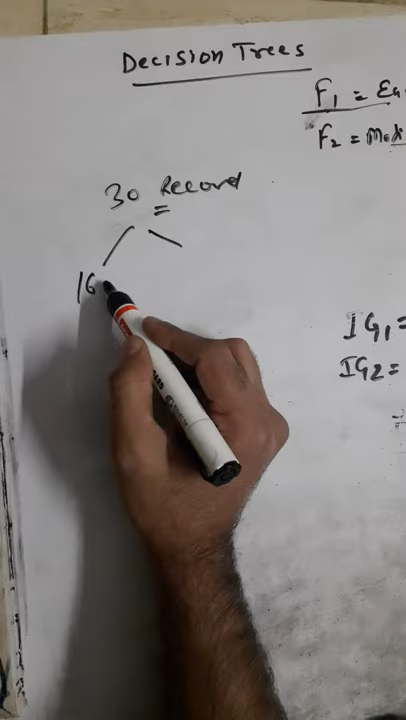 Decision Trees
F₁ =
F₂ =
30 Record
=
16
IG₁ =
IG₂ =